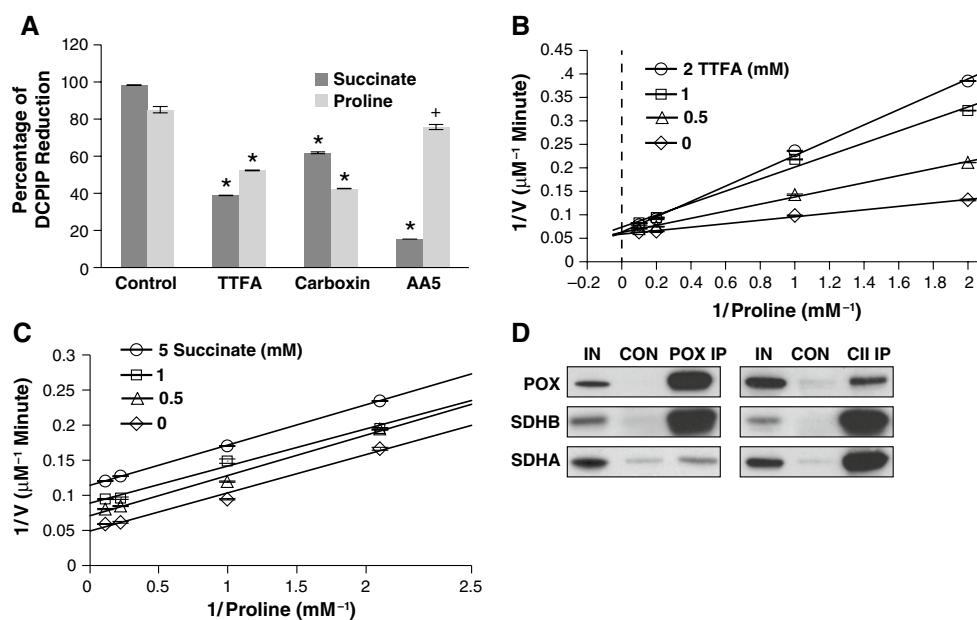 A
Percentage of
DCPIP Reduction
120
100
80
60
40
20
0
Succinate
Proline
*
*
*
*
*
+
Control
TTFA
Carboxin
AA5
B
1/V (μM⁻¹ Minute)
0.45
.4
0.35
0.3
0.25
0.2
0.15
0.1
0.05
0
2 TTFA (mM)
1
0.5
0
−0.2 0 0.2 0.4 0.6 0.8 1 1.2 1.4 1.6 1.8 2
1/Proline (mM⁻¹)
C
1/V (μM⁻¹ Minute)
0.3
0.25
0.2
0.15
0.1
0.05
0
5 Succinate (mM)
1
0.5
0
0 0.5 1 1.5 2 2.5
1/Proline (mM⁻¹)
D
IN CON POX IP IN CON CII IP
POX
SDHB
SDHA